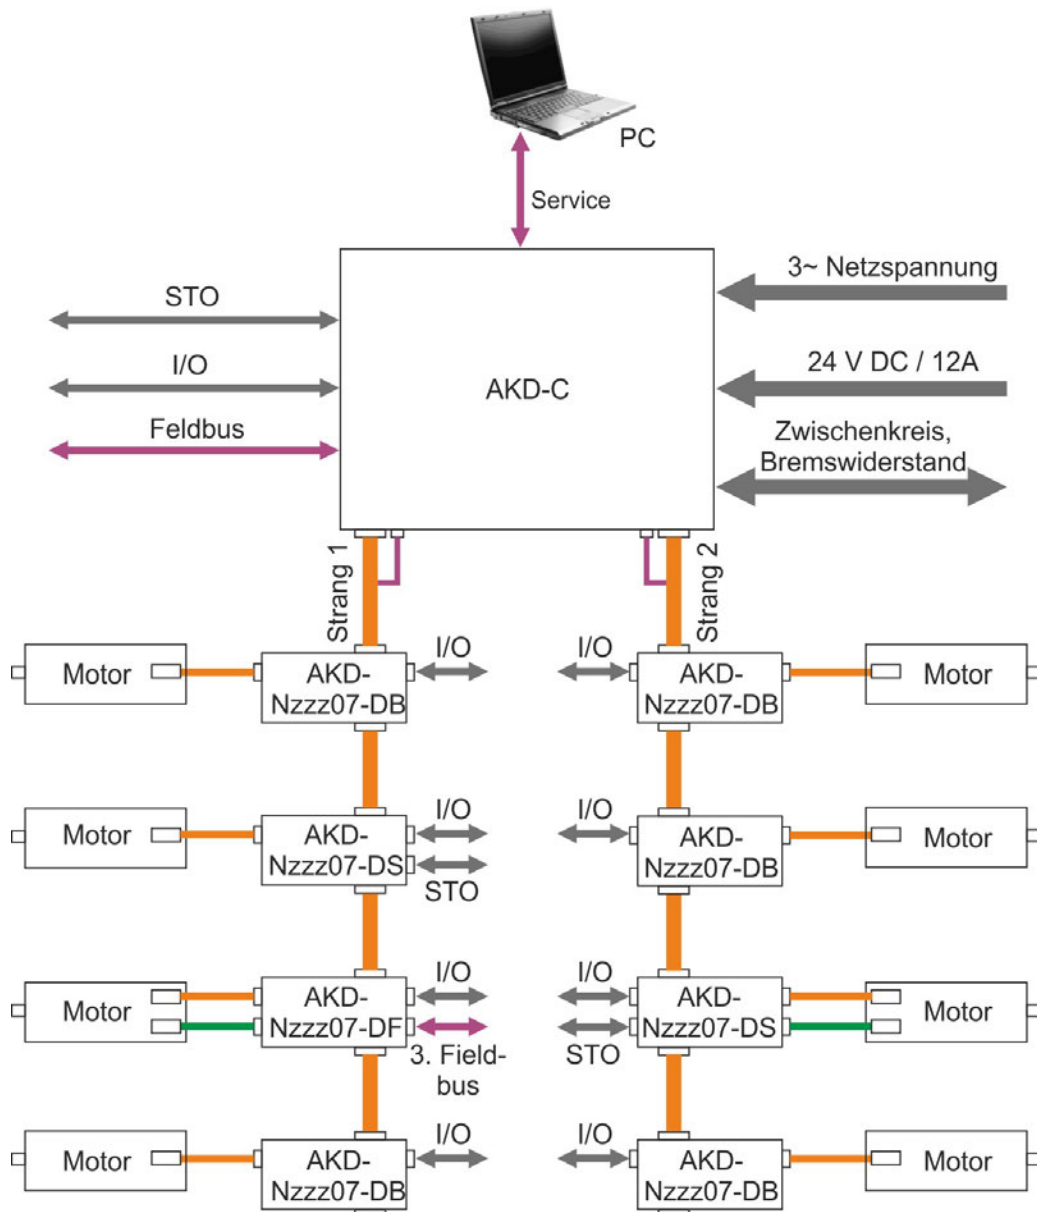 PC
Service
3~ Netzspannung
STO
I/O
24 V DC / 12A
AKD-C
Feldbus
Zwischenkreis,
Bremswiderstand
Strang 1
Strang 2
Motor
AKD-
Nzzz07-DB
I/O
I/O
AKD-
Nzzz07-DB
Motor
Motor
AKD-
Nzzz07-DS
I/O
STO
I/O
AKD-
Nzzz07-DB
Motor
Motor
AKD-
Nzzz07-DF
I/O
3. Field-
bus
I/O
STO
AKD-
Nzzz07-DS
Motor
Motor
AKD-
Nzzz07-DB
I/O
I/O
AKD-
Nzzz07-DB
Motor